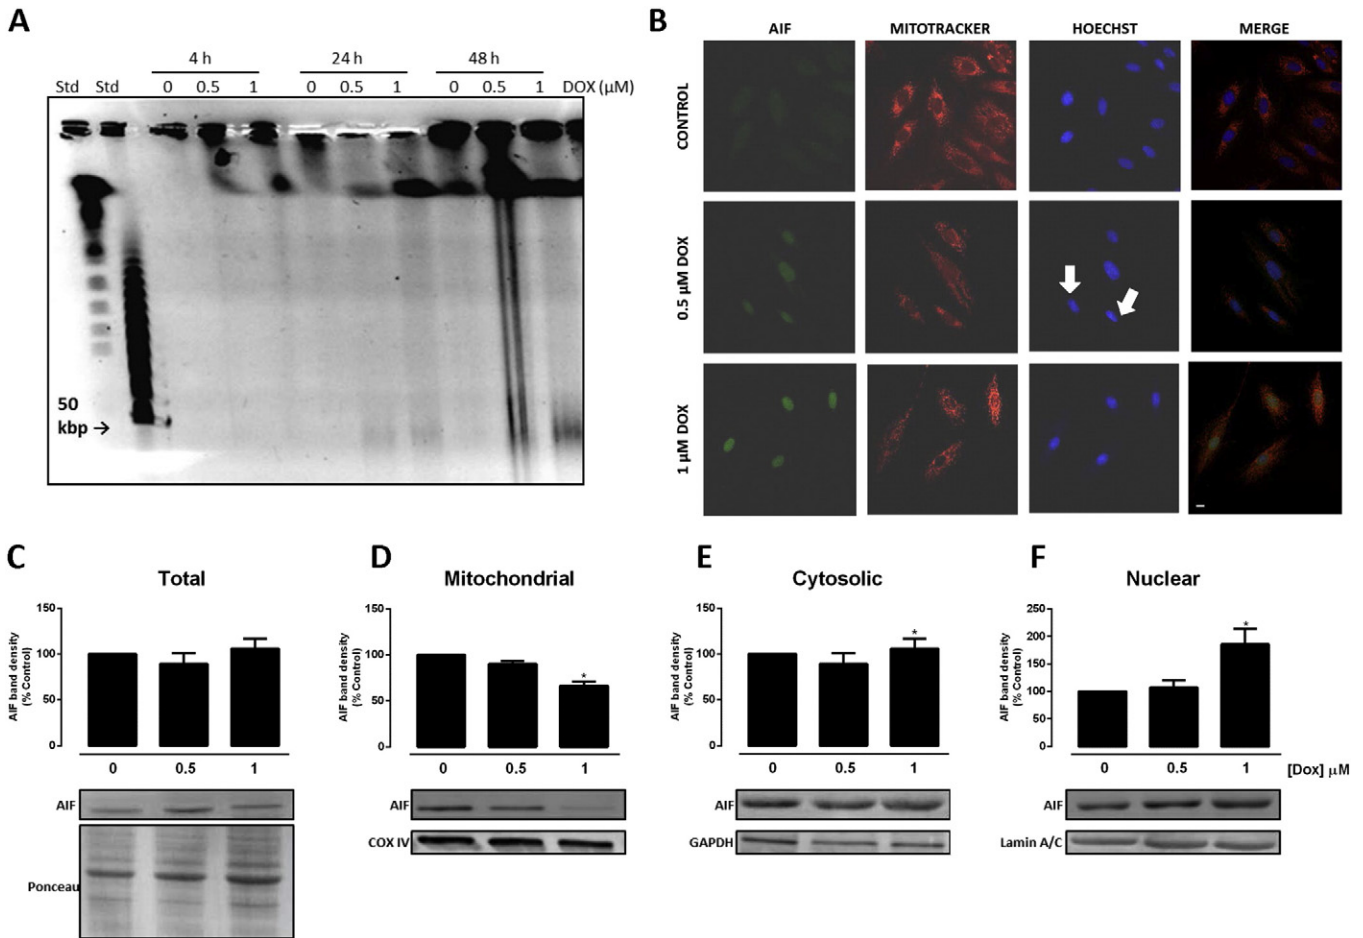 A
4 h 24 h 48 h
Std Std 0 0.5 1 0 0.5 1 0 0.5 1 DOX (μM)
50
kbp →
B
AIF MITOTRACKER HOECHST MERGE
CONTROL
0.5 μM DOX
1 μM DOX
C
Total
AIF band density
(% Control)
150
100
50
0
0 0.5 1
AIF
Ponceau
D
Mitochondrial
AIF band density
(% Control)
150
100
50
0
*
0 0.5 1
AIF
COX IV
E
Cytosolic
AIF band density
(% Control)
150
100
50
0
*
0 0.5 1
AIF
GAPDH
F
Nuclear
AIF band density
(% Control)
250
200
150
100
50
0
*
0 0.5 1 [Dox] μM
AIF
Lamin A/C